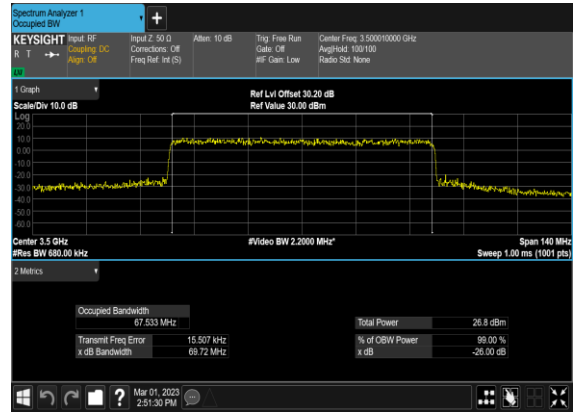 Spectrum Analyzer 1
Occupied BW
KEYSIGHT Input: RF Input Z: 50 Ω Atten: 10 dB Trig: Free Run Center Freq: 3.500010000 GHz
R T Coupling: DC Corrections: Off Gate: Off Avg|Hold: 100/100
Align: Off Freq Ref: Int (S) #IF Gain: Low Radio Std: None
1 Graph
Ref Lvl Offset 30.20 dB
Scale/Div 10.0 dB Ref Value 30.00 dBm
Log
20.0
10.0
0.00
-10.0
-20.0
-30.0
-40.0
-50.0
-60.0
Center 3.5 GHz #Video BW 2.2000 MHz* Span 140 MHz
#Res BW 680.00 kHz Sweep 1.00 ms (1001 pts)
2 Metrics
Occupied Bandwidth
67.533 MHz Total Power 26.8 dBm
Transmit Freq Error 15.507 kHz % of OBW Power 99.00 %
x dB Bandwidth 69.72 MHz x dB -26.00 dB
? Mar 01, 2023
2:51:30 PM